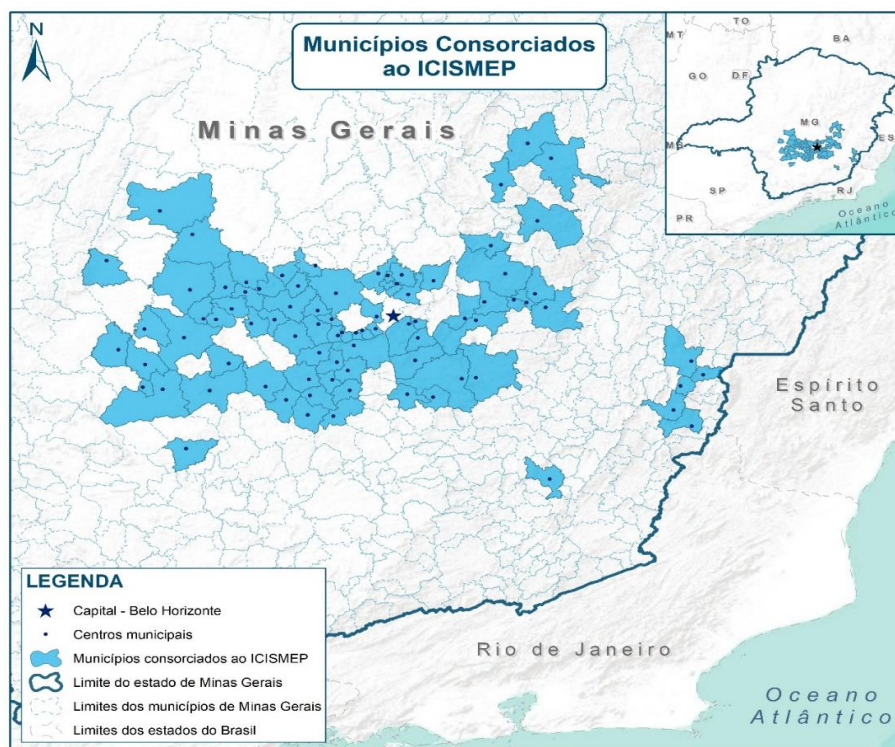 N
Municípios Consorciados
ao ICISMEP
Minas Gerais
TO
MT
BA
GO
DF
MG
MS
ES
SP
RJ
PR
Oceano
Atlântico
Espírito
Santo
Rio de Janeiro
Oceano
Atlântico
LEGENDA
Capital - Belo Horizonte
Centros municipais
Municípios consorciados ao ICISMEP
Limite do estado de Minas Gerais
Limites dos municípios de Minas Gerais
Limites dos estados do Brasil